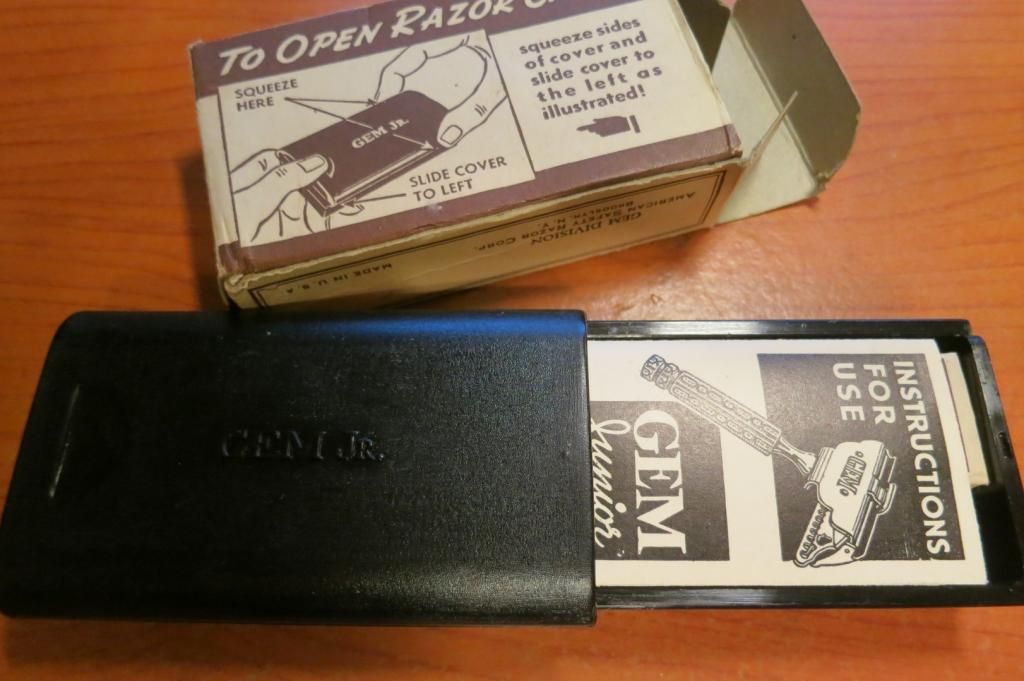 TO OPEN RAZOR
SQUEEZE
HERE
GEM JR.
SLIDE COVER
TO LEFT
squeeze sides
of cover and
slide cover to
the left as
illustrated!
GEM DIVISION
AMERICAN SAFETY RAZOR CORP.
BROOKLYN, N. Y.
MADE IN U. S. A
GEM JR.
INSTRUCTIONS
FOR
USE
GEM
GEM
Junior